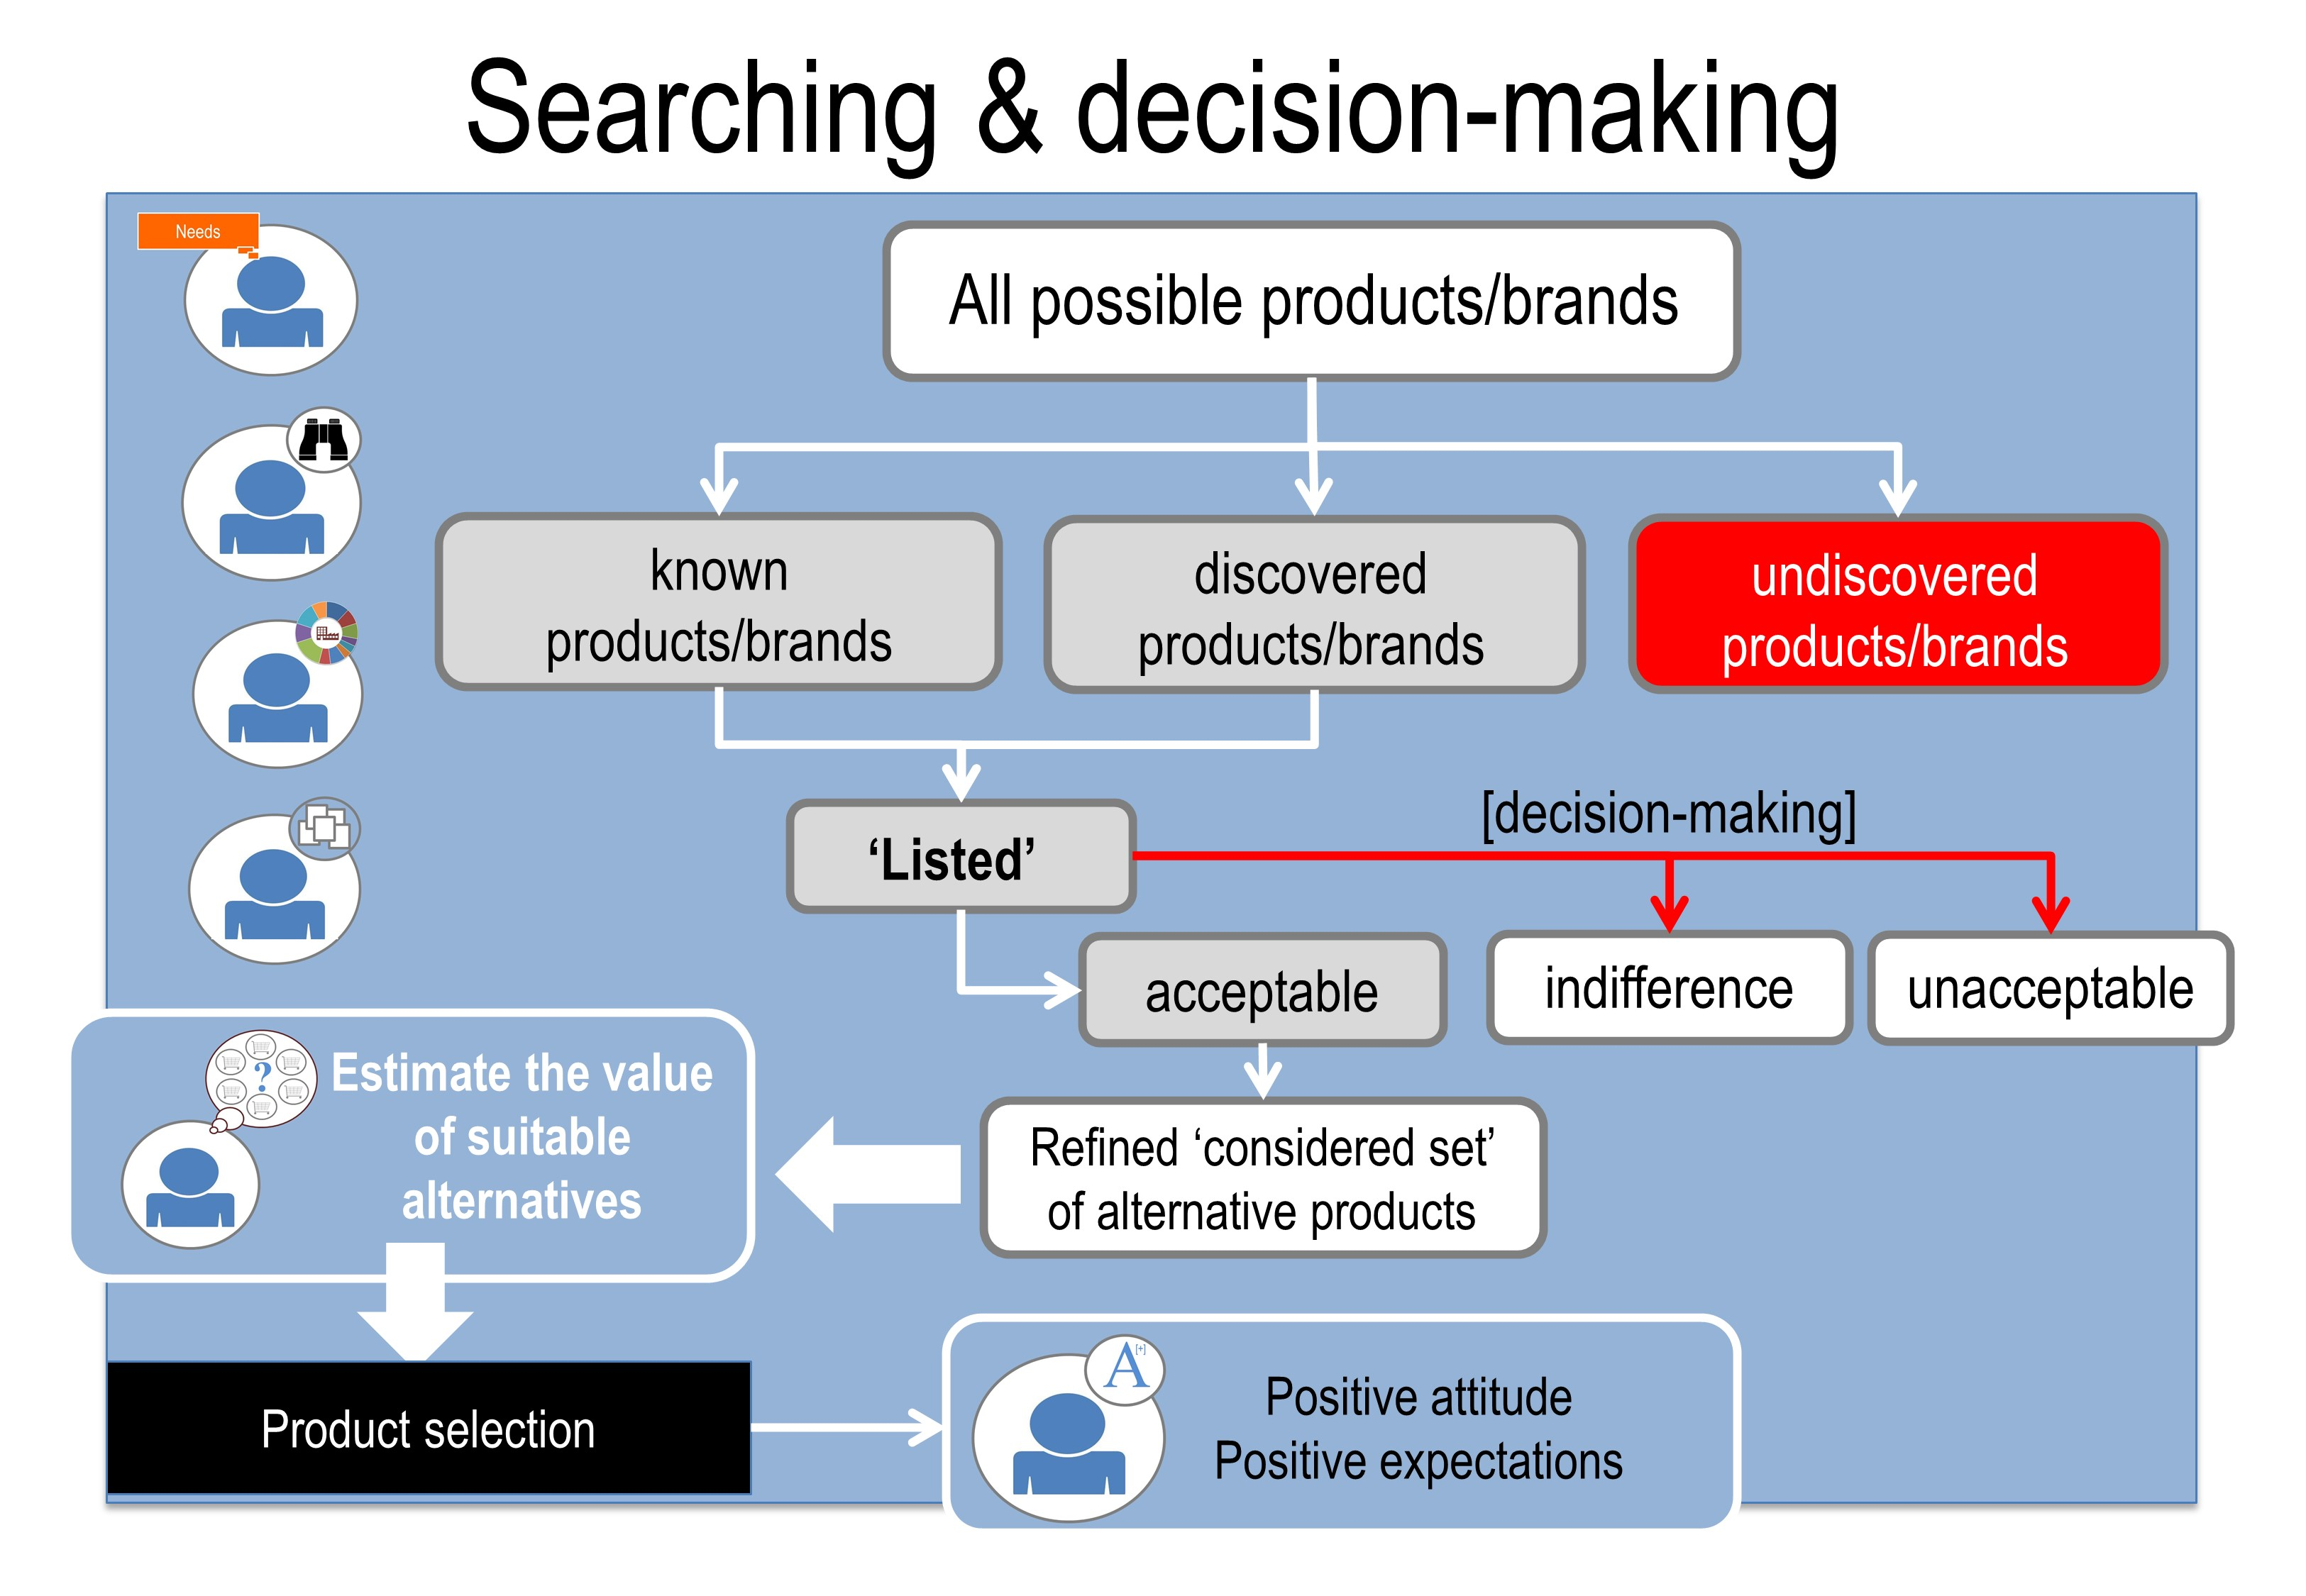 Searching & decision-making
Needs
All possible products/brands
known
products/brands
discovered
products/brands
undiscovered
products/brands
‘Listed’
[decision-making]
acceptable
indifference
unacceptable
?
Estimate the value
of suitable
alternatives
Refined ‘considered set’
of alternative products
Product selection
A[+]
Positive attitude
Positive expectations